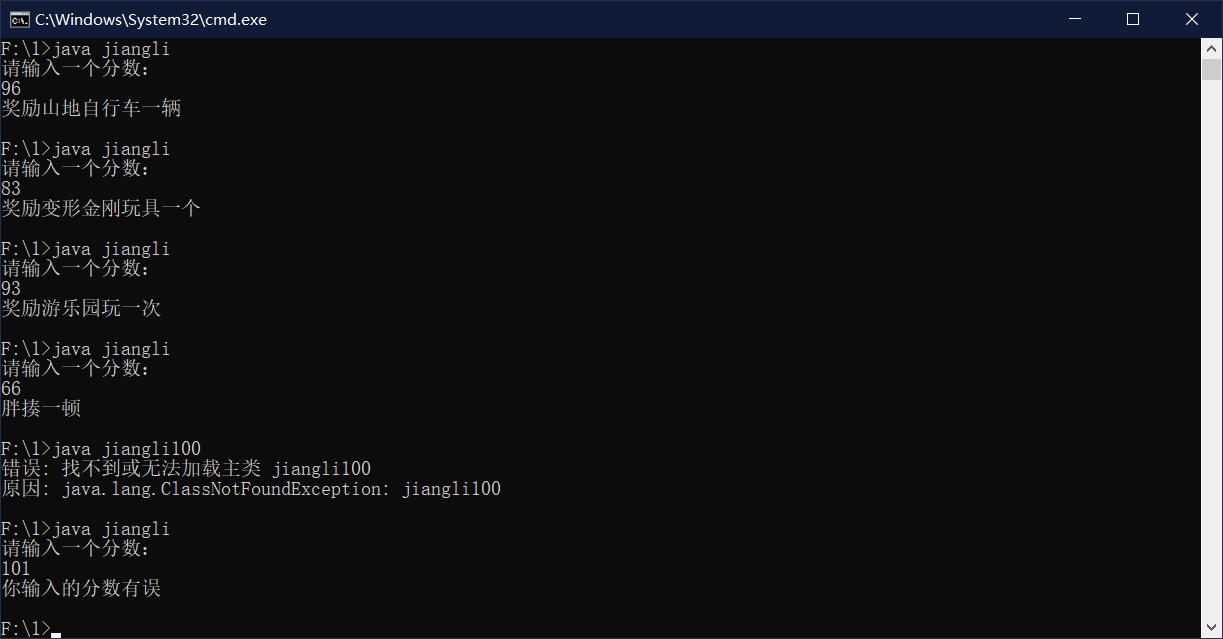 C:\Windows\System32\cmd.exe
F:\1>java jiangli
请输入一个分数:
96
奖励山地自行车一辆
F:\1>java jiangli
请输入一个分数:
83
奖励变形金刚玩具一个
F:\1>java jiangli
请输入一个分数:
93
奖励游乐园玩一次
F:\1>java jiangli
请输入一个分数:
66
胖揍一顿
F:\1>java jiangli100
错误: 找不到或无法加载主类 jiangli100
原因: java.lang.ClassNotFoundException: jiangli100
F:\1>java jiangli
请输入一个分数:
101
你输入的分数有误
F:\1>